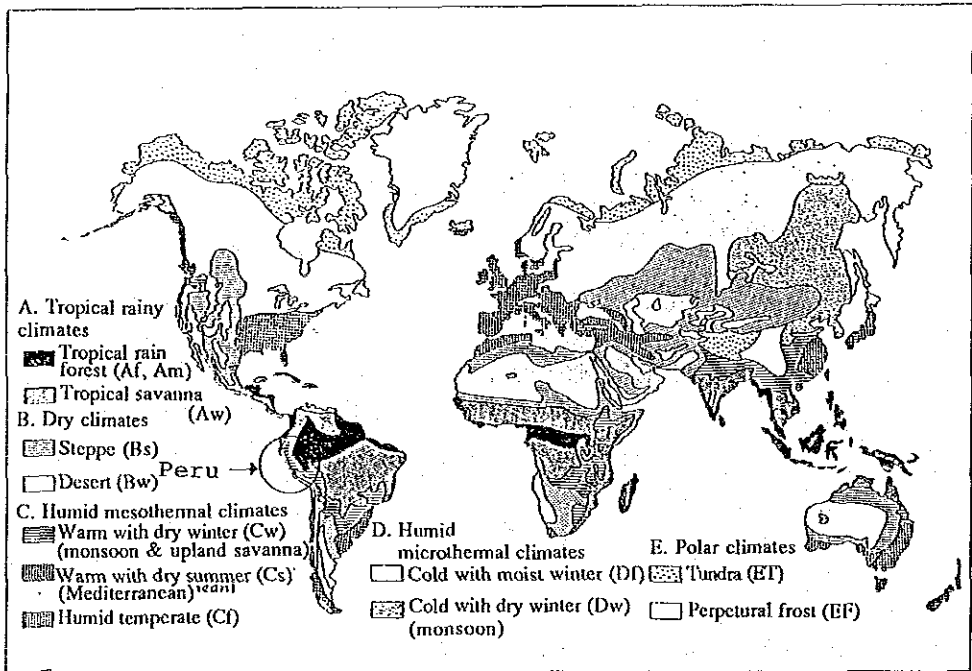 A. Tropical rainy
climates
Tropical rain
forest (Af, Am)
Tropical savanna
(Aw)
B. Dry climates
Steppe (Bs)
Peru
Desert (Bw)
C. Humid mesothermal climates
Warm with dry winter (Cw)
(monsoon & upland savanna)
Warm with dry summer (Cs)
(Mediterranean)
Humid temperate (Cf)
D. Humid
microthermal climates
Cold with moist winter (Df)
Cold with dry winter (Dw)
(monsoon)
E. Polar climates
Tundra (ET)
Perpetural frost (EF)